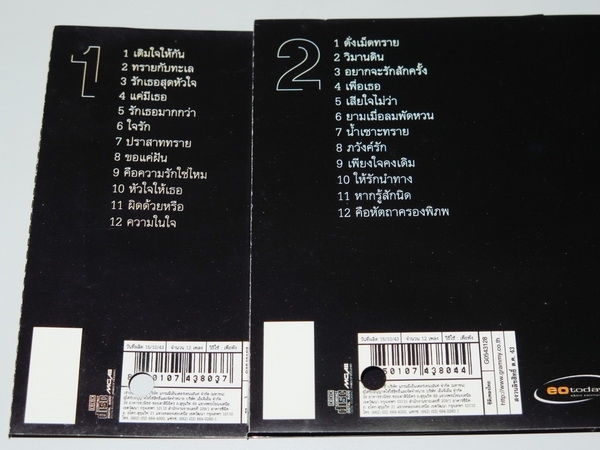 1
1 เติมใจให้กัน
2 ทรายกับทะเล
3 รักเธอสุดหัวใจ
4 แค่มีเธอ
5 รักเธอมากกว่า
6 ใจรัก
7 ปราสาททราย
8 ขอแค่ฝัน
9 คือความรักใช่ไหม
10 หัวใจให้เธอ
11 ผิดด้วยหรือ
12 ความในใจ
2
1 ดั่งเม็ดทราย
2 วิมานดิน
3 อยากจะรักสักครั้ง
4 เพื่อเธอ
5 เสียใจไม่ว่า
6 ยามเมื่อลมพัดหวน
7 น้ำเซาะทราย
8 ภวังค์รัก
9 เพียงใจคงเดิม
10 ให้รักนำทาง
11 หากรู้สักนิด
12 คือหัตถาครองพิภพ
G0543128
http://www.grammy.co.th
eotoday